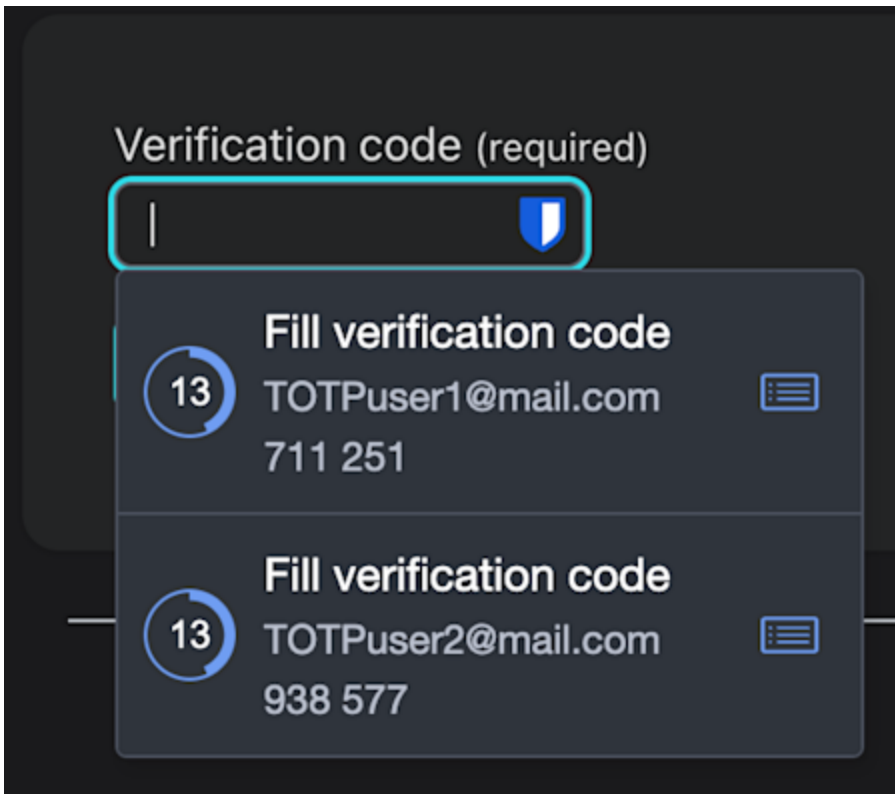 Verification code (required)
Fill verification code
13
TOTPuser1@mail.com
711 251
Fill verification code
13
TOTPuser2@mail.com
938 577